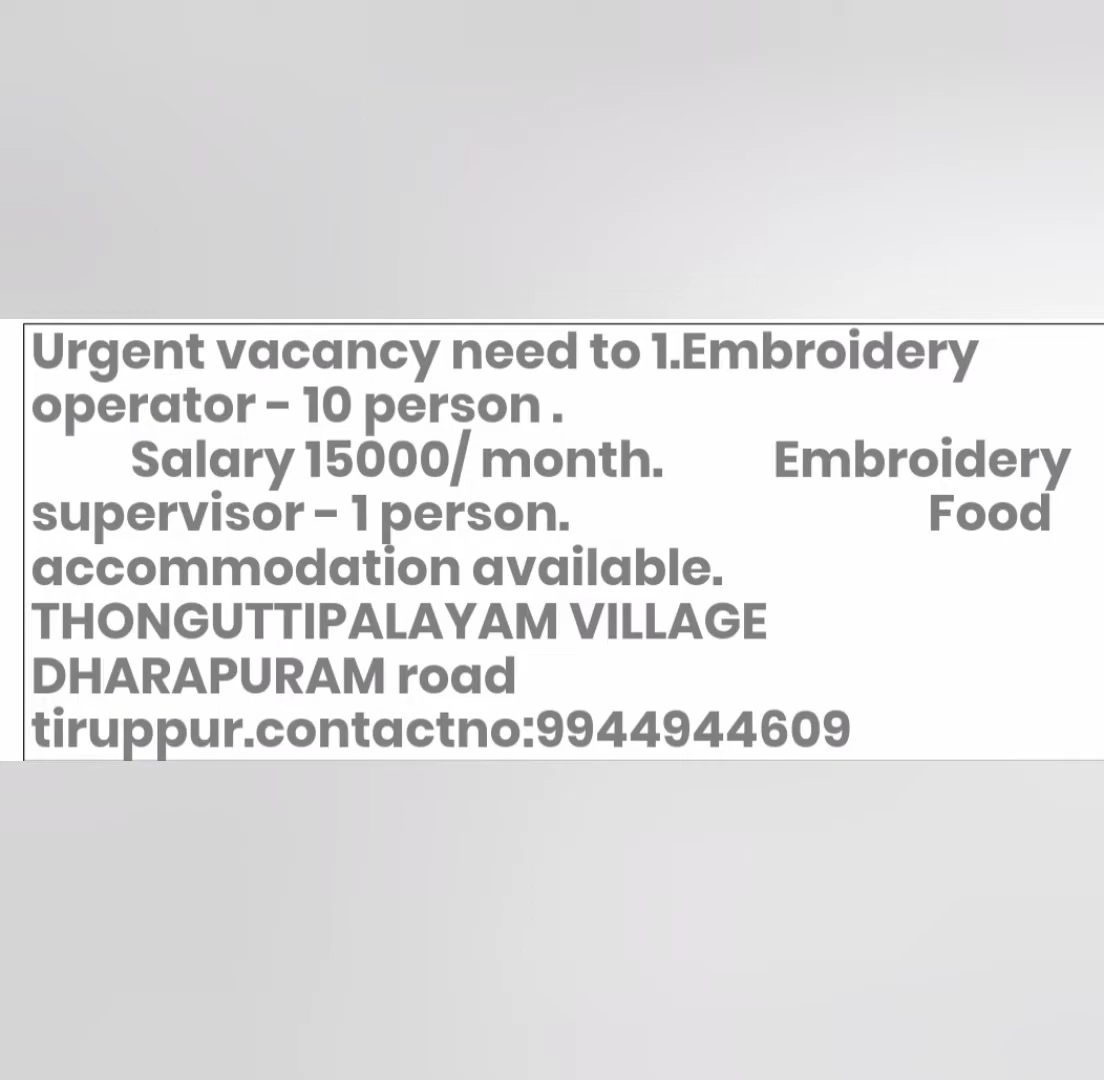 Urgent vacancy need to 1.Embroidery
operator - 10 person .
Salary 15000/ month. Embroidery
supervisor - 1 person. Food
accommodation available.
THONGUTTIPALAYAM VILLAGE
DHARAPURAM road
tiruppur.contactno:9944944609